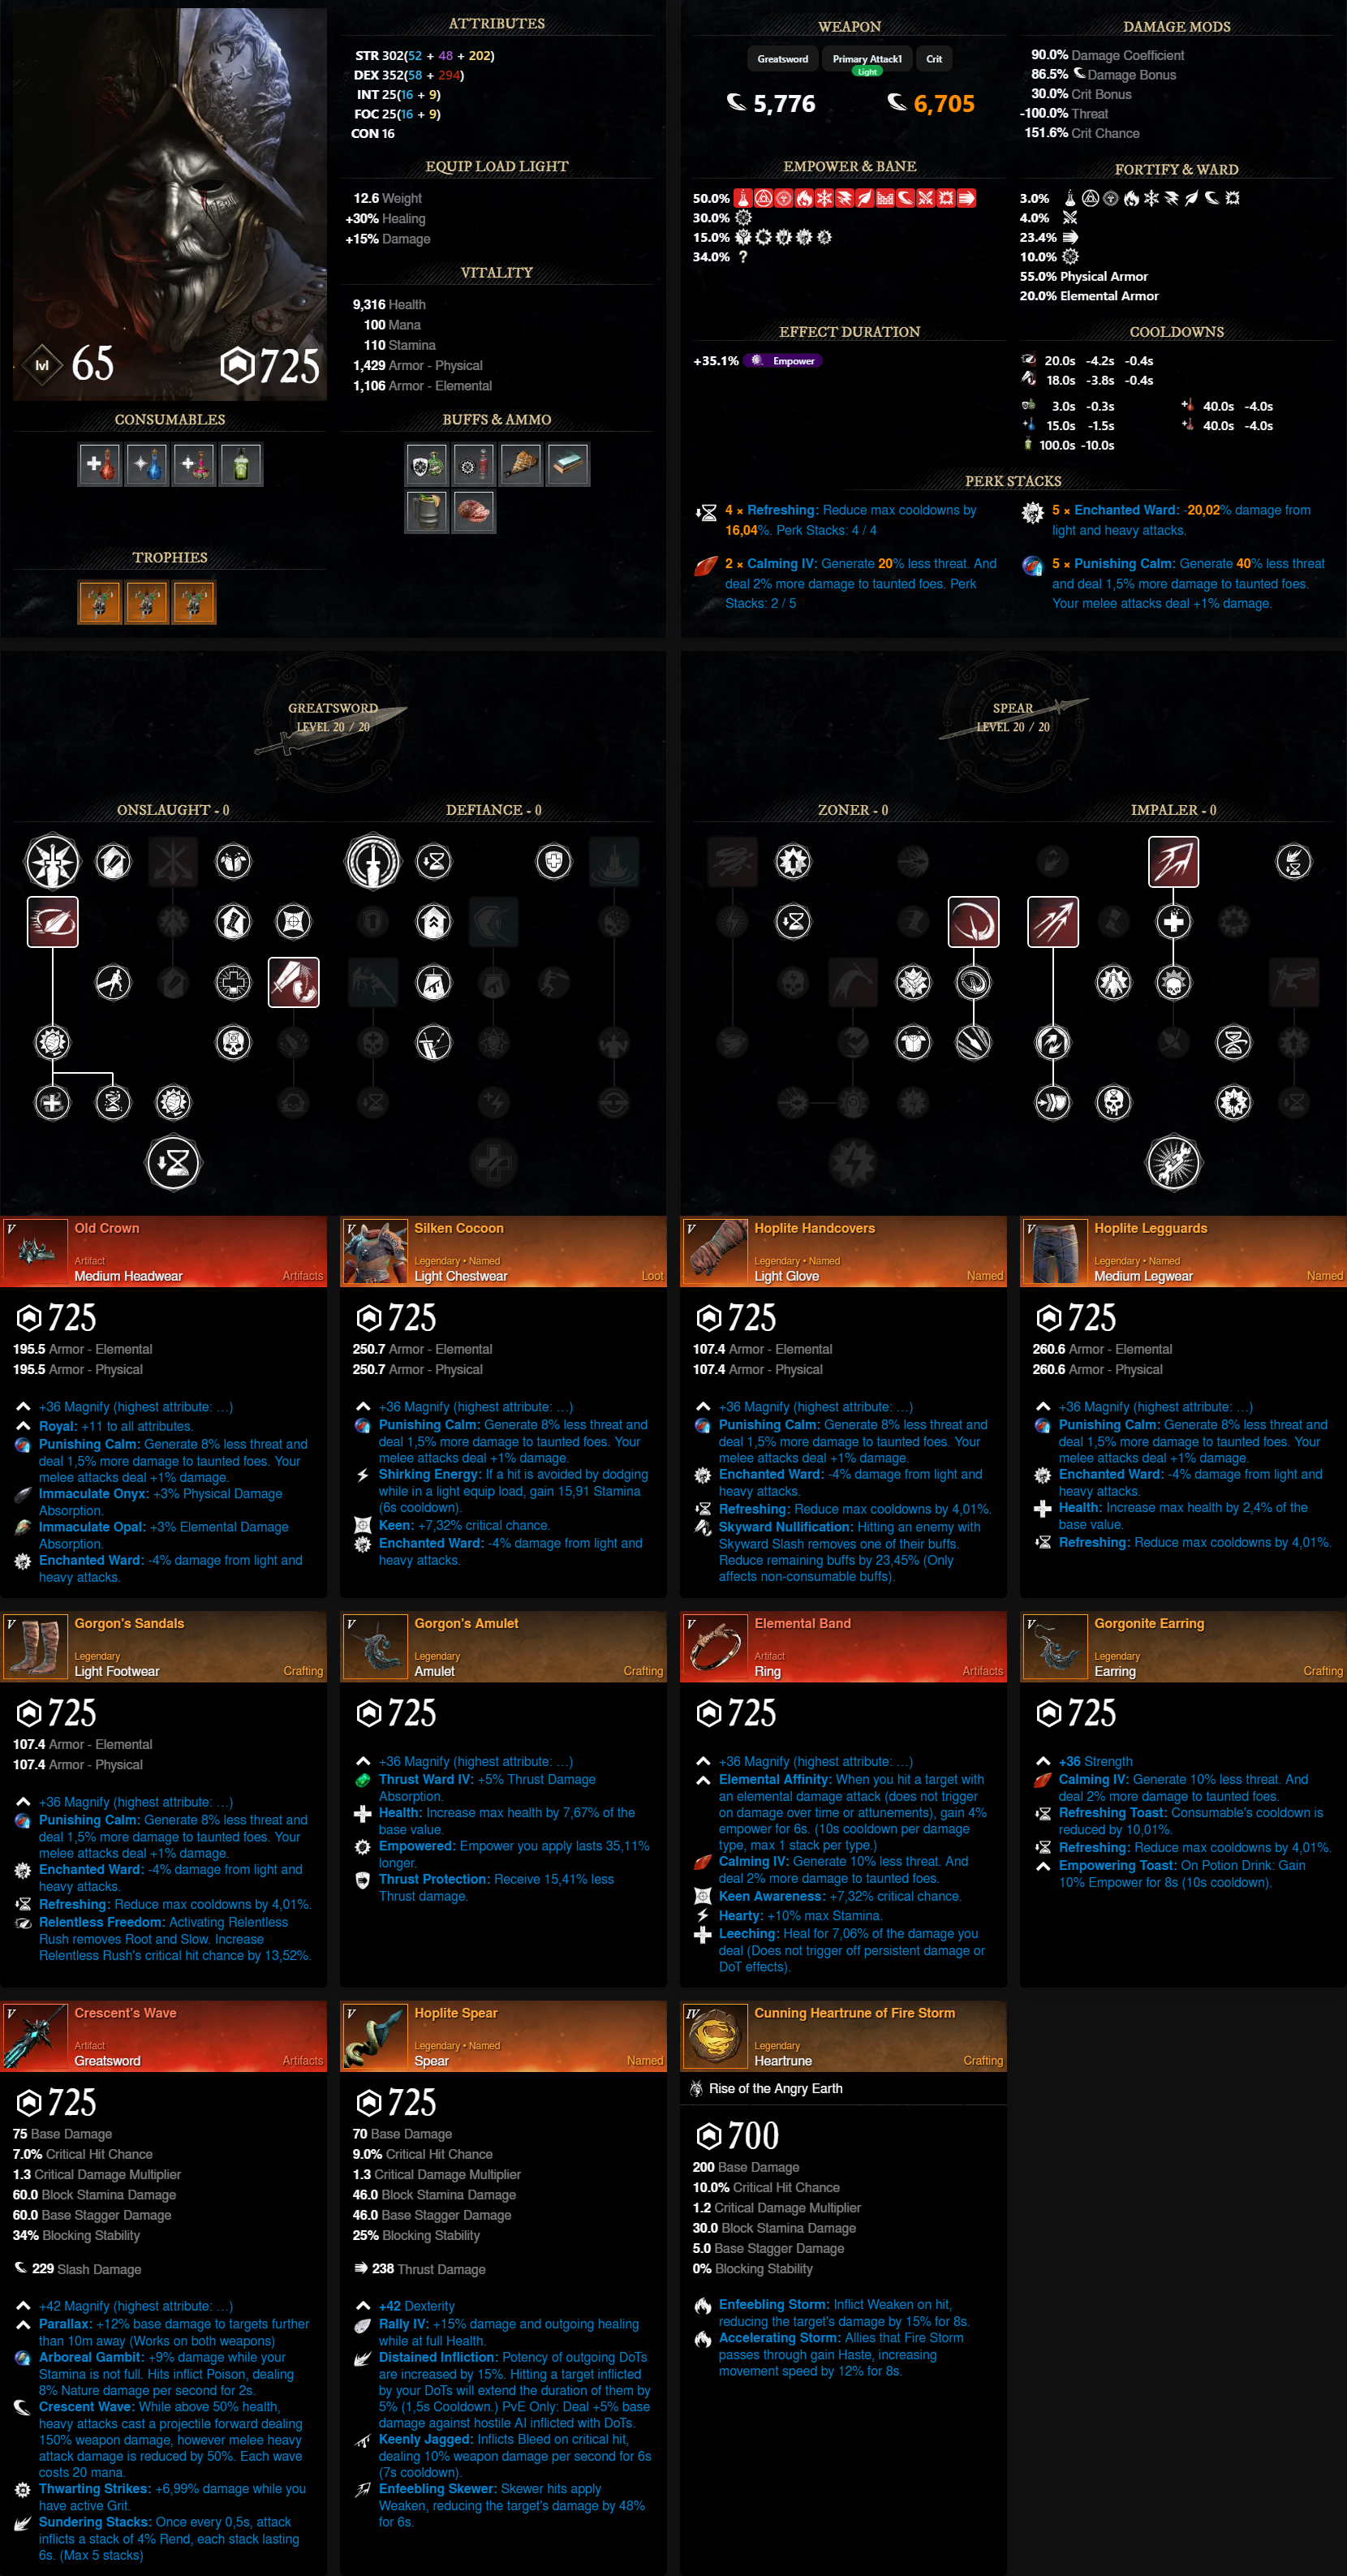 ATTRIBUTES
STR 302(52 + 48 + 202)
DEX 352(58 + 294)
INT 25(16 + 9)
FOC 25(16 + 9)
CON 16
EQUIP LOAD LIGHT
12.6 Weight
+30% Healing
+15% Damage
VITALITY
9,316 Health
100 Mana
110 Stamina
1,429 Armor - Physical
1,106 Armor - Elemental
lvl 65
725
CONSUMABLES
BUFFS & AMMO
TROPHIES
WEAPON
Greatsword
Primary Attack1
Light
Crit
5,776
6,705
DAMAGE MODS
90.0% Damage Coefficient
86.5% Damage Bonus
30.0% Crit Bonus
-100.0% Threat
151.6% Crit Chance
EMPOWER & BANE
50.0%
30.0%
15.0%
34.0% ?
FORTIFY & WARD
3.0%
4.0%
23.4%
10.0%
55.0% Physical Armor
20.0% Elemental Armor
EFFECT DURATION
+35.1% Empower
COOLDOWNS
20.0s -4.2s -0.4s
18.0s -3.8s -0.4s
3.0s -0.3s
40.0s -4.0s
15.0s -1.5s
40.0s -4.0s
100.0s -10.0s
PERK STACKS
4 × Refreshing: Reduce max cooldowns by
16,04%. Perk Stacks: 4 / 4
5 × Enchanted Ward: -20,02% damage from
light and heavy attacks.
2 × Calming IV: Generate 20% less threat. And
deal 2% more damage to taunted foes. Perk
Stacks: 2 / 5
5 × Punishing Calm: Generate 40% less threat
and deal 1,5% more damage to taunted foes.
Your melee attacks deal +1% damage.
GREATSWORD
LEVEL 20 / 20
ONSLAUGHT - 0
DEFIANCE - 0
SPEAR
LEVEL 20 / 20
ZONER - 0
IMPALER - 0
V
Old Crown
Artifact
Medium Headwear
Artifacts
725
195.5 Armor - Elemental
195.5 Armor - Physical
+36 Magnify (highest attribute: …)
Royal: +11 to all attributes.
Punishing Calm: Generate 8% less threat and
deal 1,5% more damage to taunted foes. Your
melee attacks deal +1% damage.
Immaculate Onyx: +3% Physical Damage
Absorption.
Immaculate Opal: +3% Elemental Damage
Absorption.
Enchanted Ward: -4% damage from light and
heavy attacks.
V
Silken Cocoon
Legendary • Named
Light Chestwear
Loot
725
250.7 Armor - Elemental
250.7 Armor - Physical
+36 Magnify (highest attribute: …)
Punishing Calm: Generate 8% less threat and
deal 1,5% more damage to taunted foes. Your
melee attacks deal +1% damage.
Shirking Energy: If a hit is avoided by dodging
while in a light equip load, gain 15,91 Stamina
(6s cooldown).
Keen: +7,32% critical chance.
Enchanted Ward: -4% damage from light and
heavy attacks.
V
Hoplite Handcovers
Legendary • Named
Light Glove
Named
725
107.4 Armor - Elemental
107.4 Armor - Physical
+36 Magnify (highest attribute: …)
Punishing Calm: Generate 8% less threat and
deal 1,5% more damage to taunted foes. Your
melee attacks deal +1% damage.
Enchanted Ward: -4% damage from light and
heavy attacks.
Refreshing: Reduce max cooldowns by 4,01%.
Skyward Nullification: Hitting an enemy with
Skyward Slash removes one of their buffs.
Reduce remaining buffs by 23,45% (Only
affects non-consumable buffs).
V
Hoplite Legguards
Legendary • Named
Medium Legwear
Named
725
260.6 Armor - Elemental
260.6 Armor - Physical
+36 Magnify (highest attribute: …)
Punishing Calm: Generate 8% less threat and
deal 1,5% more damage to taunted foes. Your
melee attacks deal +1% damage.
Enchanted Ward: -4% damage from light and
heavy attacks.
Health: Increase max health by 2,4% of the
base value.
Refreshing: Reduce max cooldowns by 4,01%.
V
Gorgon's Sandals
Legendary
Light Footwear
Crafting
725
107.4 Armor - Elemental
107.4 Armor - Physical
+36 Magnify (highest attribute: …)
Punishing Calm: Generate 8% less threat and
deal 1,5% more damage to taunted foes. Your
melee attacks deal +1% damage.
Enchanted Ward: -4% damage from light and
heavy attacks.
Refreshing: Reduce max cooldowns by 4,01%.
Relentless Freedom: Activating Relentless
Rush removes Root and Slow. Increase
Relentless Rush's critical hit chance by 13,52%.
V
Gorgon's Amulet
Legendary
Amulet
Crafting
725
+36 Magnify (highest attribute: …)
Thrust Ward IV: +5% Thrust Damage
Absorption.
Health: Increase max health by 7,67% of the
base value.
Empowered: Empower you apply lasts 35,11%
longer.
Thrust Protection: Receive 15,41% less
Thrust damage.
V
Elemental Band
Artifact
Ring
Artifacts
725
+36 Magnify (highest attribute: …)
Elemental Affinity: When you hit a target with
an elemental damage attack (does not trigger
on damage over time or attunements), gain 4%
empower for 6s. (10s cooldown per damage
type, max 1 stack per type.)
Calming IV: Generate 10% less threat. And
deal 2% more damage to taunted foes.
Keen Awareness: +7,32% critical chance.
Hearty: +10% max Stamina.
Leeching: Heal for 7,06% of the damage you
deal (Does not trigger off persistent damage or
DoT effects).
V
Gorgonite Earring
Legendary
Earring
Crafting
725
+36 Strength
Calming IV: Generate 10% less threat. And
deal 2% more damage to taunted foes.
Refreshing Toast: Consumable's cooldown is
reduced by 10,01%.
Refreshing: Reduce max cooldowns by 4,01%.
Empowering Toast: On Potion Drink: Gain
10% Empower for 8s (10s cooldown).
V
Crescent's Wave
Artifact
Greatsword
Artifacts
725
75 Base Damage
7.0% Critical Hit Chance
1.3 Critical Damage Multiplier
60.0 Block Stamina Damage
60.0 Base Stagger Damage
34% Blocking Stability
229 Slash Damage
+42 Magnify (highest attribute: …)
Parallax: +12% base damage to targets further
than 10m away (Works on both weapons)
Arboreal Gambit: +9% damage while your
Stamina is not full. Hits inflict Poison, dealing
8% Nature damage per second for 2s.
Crescent Wave: While above 50% health,
heavy attacks cast a projectile forward dealing
150% weapon damage, however melee heavy
attack damage is reduced by 50%. Each wave
costs 20 mana.
Thwarting Strikes: +6,99% damage while you
have active Grit.
Sundering Stacks: Once every 0,5s, attack
inflicts a stack of 4% Rend, each stack lasting
6s. (Max 5 stacks)
V
Hoplite Spear
Legendary • Named
Spear
Named
725
70 Base Damage
9.0% Critical Hit Chance
1.3 Critical Damage Multiplier
46.0 Block Stamina Damage
46.0 Base Stagger Damage
25% Blocking Stability
238 Thrust Damage
+42 Dexterity
Rally IV: +15% damage and outgoing healing
while at full Health.
Distained Infliction: Potency of outgoing DoTs
are increased by 15%. Hitting a target inflicted
by your DoTs will extend the duration of them by
5% (1,5s Cooldown.) PvE Only: Deal +5% base
damage against hostile AI inflicted with DoTs.
Keenly Jagged: Inflicts Bleed on critical hit,
dealing 10% weapon damage per second for 6s
(7s cooldown).
Enfeebling Skewer: Skewer hits apply
Weaken, reducing the target's damage by 48%
for 6s.
IV
Cunning Heartrune of Fire Storm
Legendary
Heartrune
Crafting
Rise of the Angry Earth
700
200 Base Damage
10.0% Critical Hit Chance
1.2 Critical Damage Multiplier
30.0 Block Stamina Damage
5.0 Base Stagger Damage
0% Blocking Stability
Enfeebling Storm: Inflict Weaken on hit,
reducing the target's damage by 15% for 8s.
Accelerating Storm: Allies that Fire Storm
passes through gain Haste, increasing
movement speed by 12% for 8s.